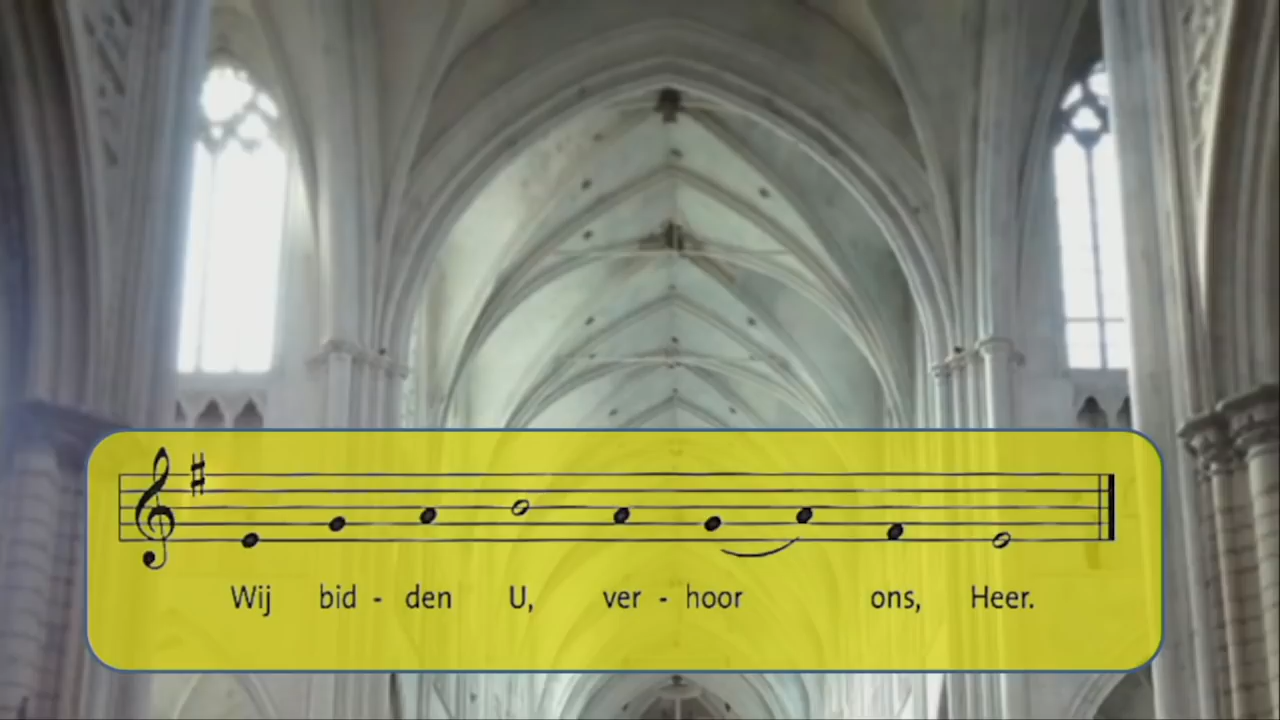 Wij bid - den U, ver - hoor ons, Heer.